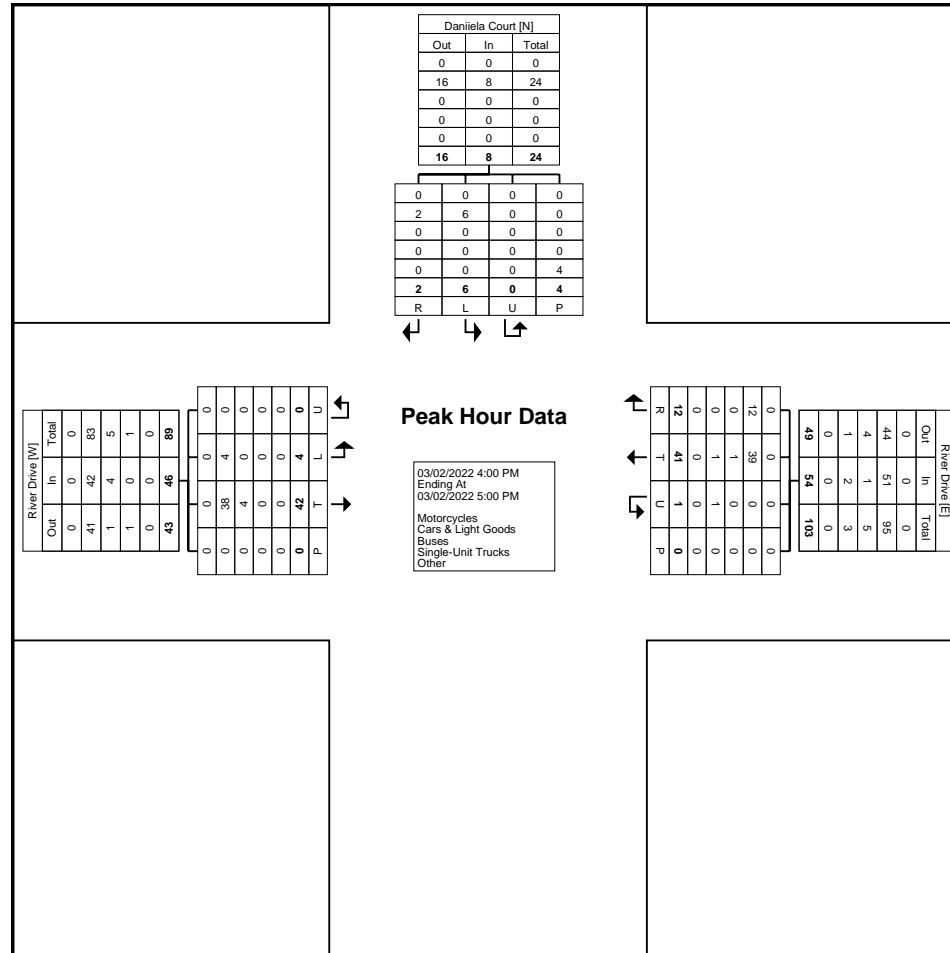 Daniiela Court [N]
Out In Total
0 0 0
16 8 24
0 0 0
0 0 0
0 0 0
16 8 24
0 0 0 0
2 6 0 0
0 0 0 0
0 0 0 0
0 0 0 4
2 6 0 4
R L U P
River Drive [W]
Total In Out
0 0 0
83 42 41
5 4 1
1 0 1
0 0 0
89 46 43
0 0 0 0
0 4 38 0
0 0 4 0
0 0 0 0
0 0 0 0
0 4 42 0
U L T P
Peak Hour Data
03/02/2022 4:00 PM
Ending At
03/02/2022 5:00 PM
Motorcycles
Cars & Light Goods
Buses
Single-Unit Trucks
Other
River Drive [E]
Out In Total
0 0 0
44 51 95
4 1 5
1 2 3
0 0 0
49 54 103
0 0 0 0
12 39 0 0
0 1 0 0
0 1 1 0
0 0 0 0
12 41 1 0
R T U P